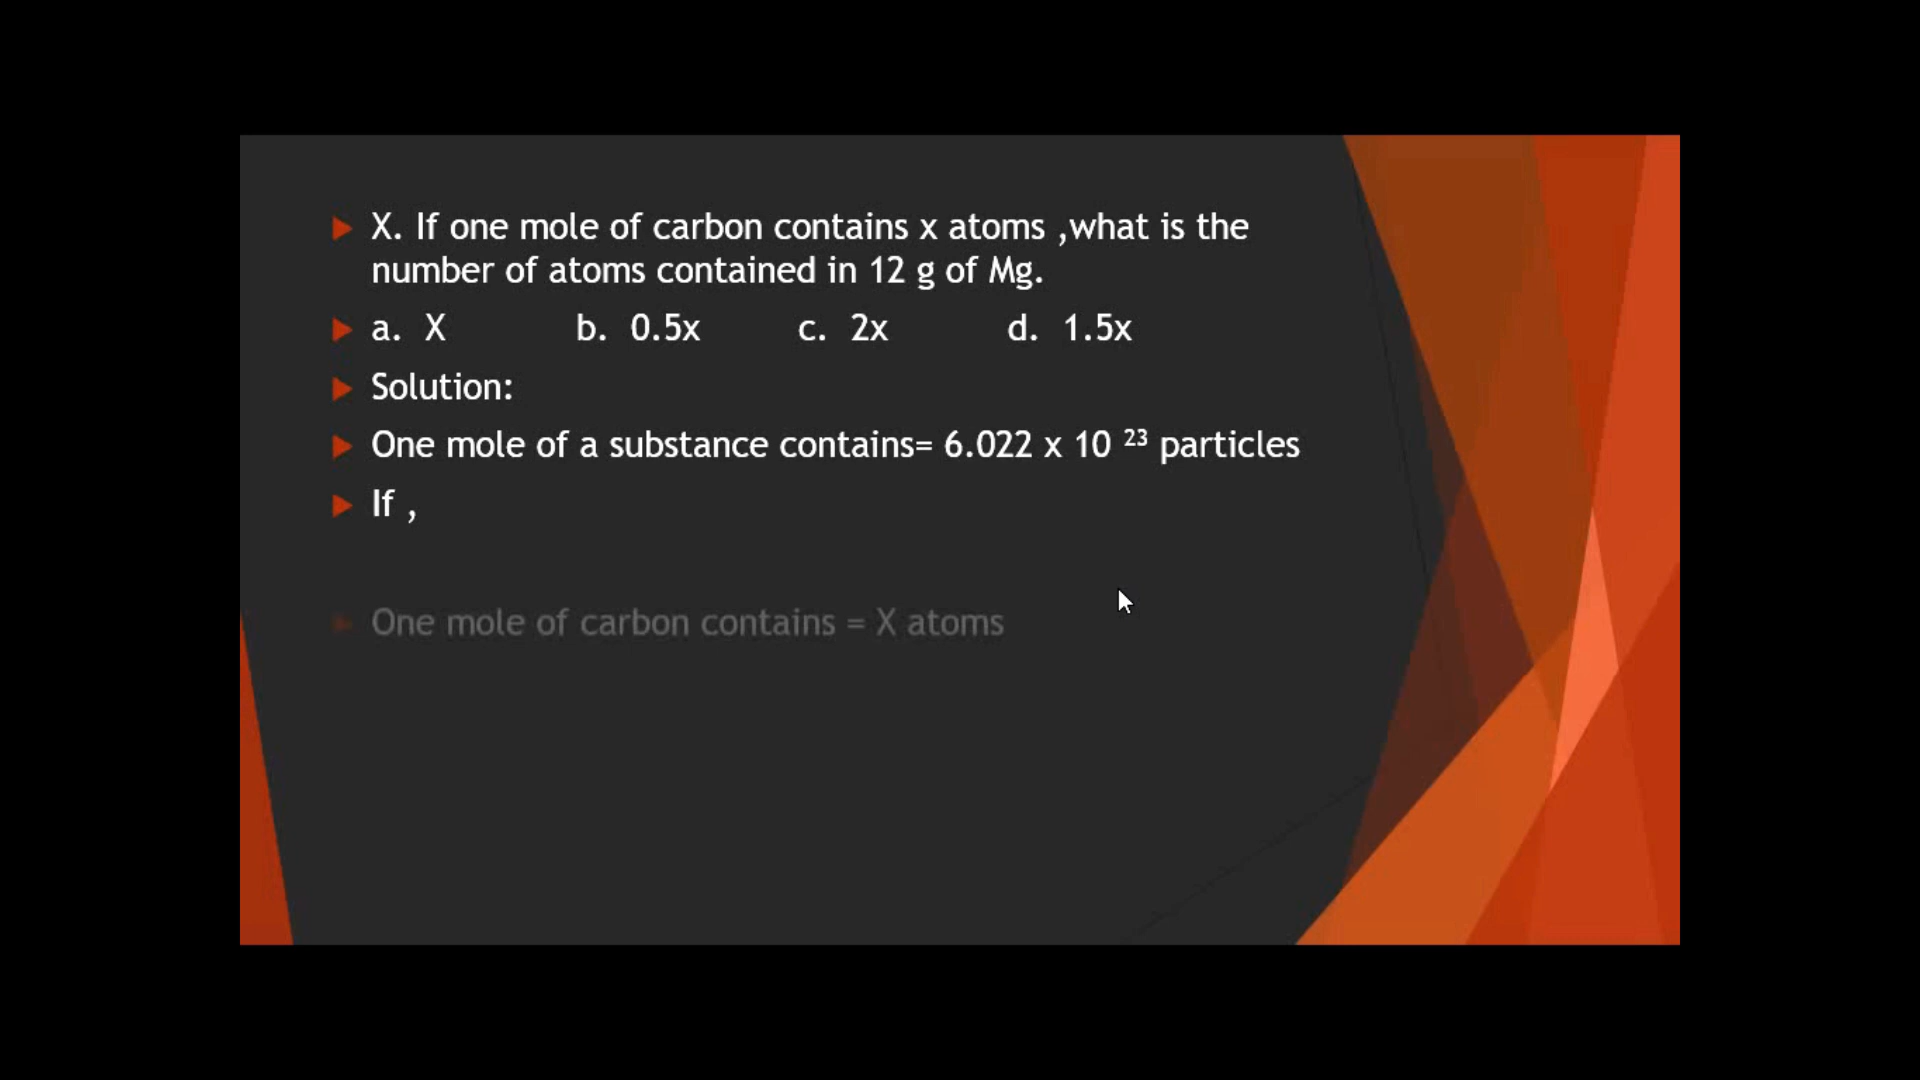 X. If one mole of carbon contains x atoms ,what is the
number of atoms contained in 12 g of Mg.
a. X b. 0.5x c. 2x d. 1.5x
Solution:
One mole of a substance contains= 6.022 x 10 ²³ particles
If ,
One mole of carbon contains = X atoms